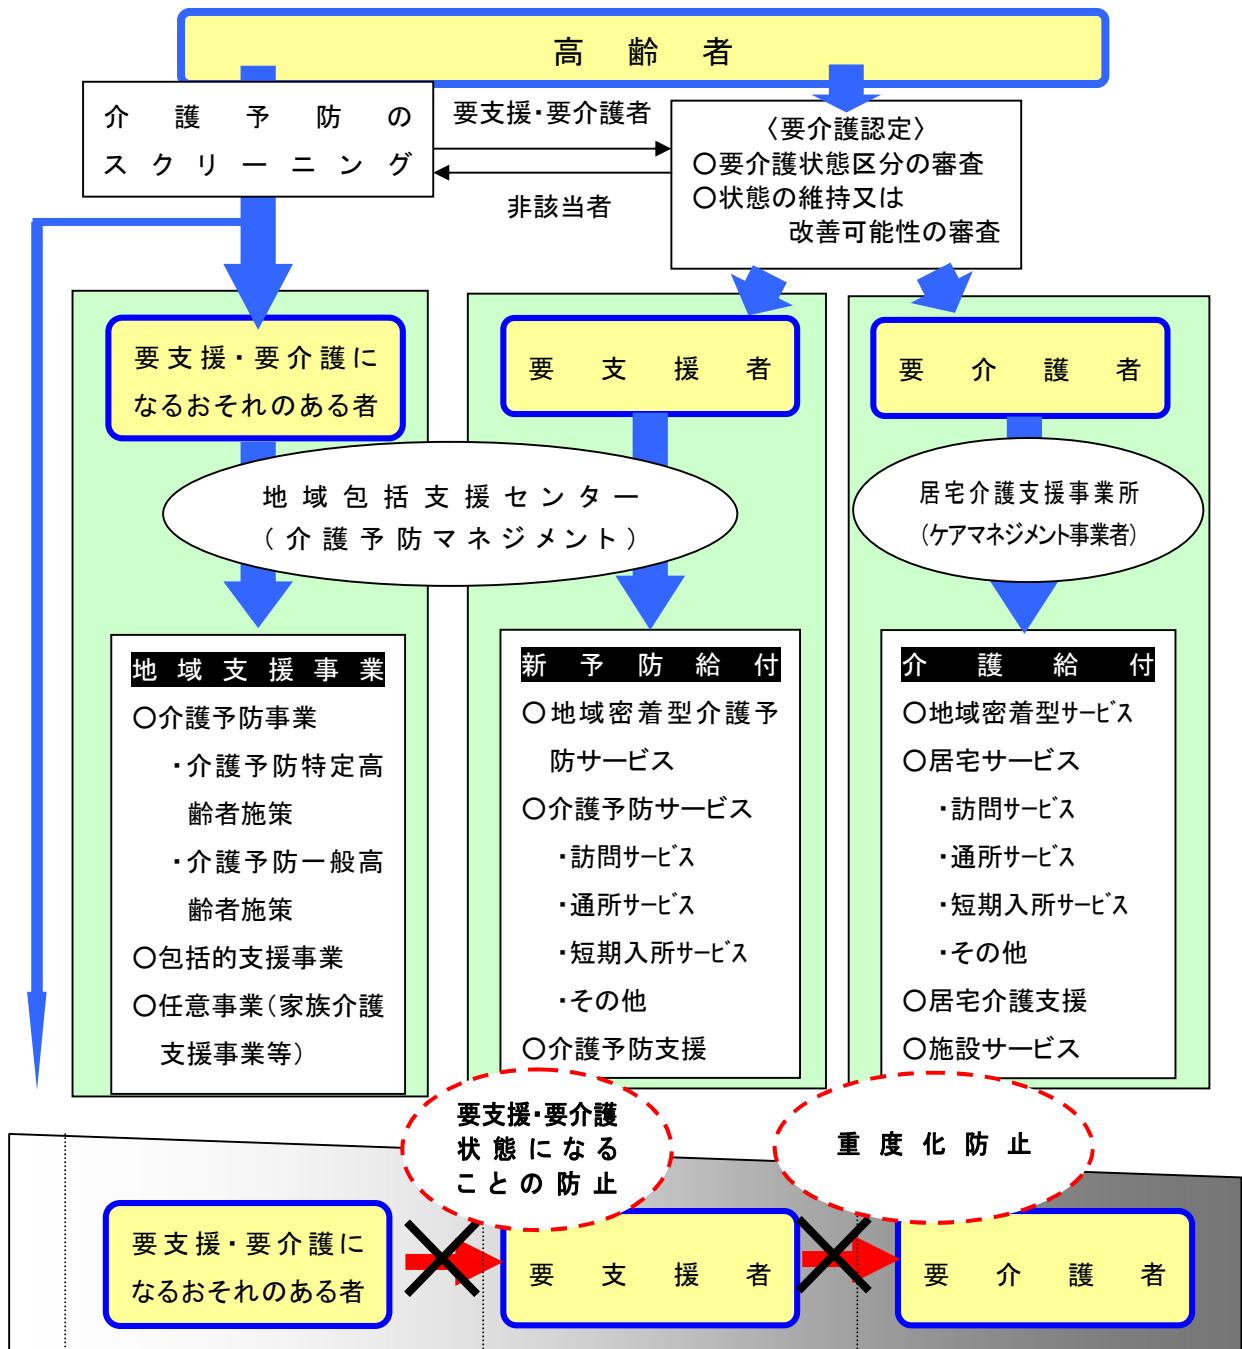 高齢者
介護予防の
スクリーニング
要支援・要介護者
非該当者
〈要介護認定〉
○要介護状態区分の審査
○状態の維持又は
改善可能性の審査
要支援・要介護に
なるおそれのある者
要支援者
要介護者
地域包括支援センター
（介護予防マネジメント）
居宅介護支援事業所
(ケアマネジメント事業者)
地域支援事業
○介護予防事業
・介護予防特定高
齢者施策
・介護予防一般高
齢者施策
○包括的支援事業
○任意事業（家族介護
支援事業等）
新予防給付
○地域密着型介護予
防サービス
○介護予防サービス
・訪問サービス
・通所サービス
・短期入所サービス
・その他
○介護予防支援
介護給付
○地域密着型サービス
○居宅サービス
・訪問サービス
・通所サービス
・短期入所サービス
・その他
○居宅介護支援
○施設サービス
要支援・要介護
状態になる
ことの防止
重度化防止
要支援・要介護に
なるおそれのある者
要支援者
要介護者